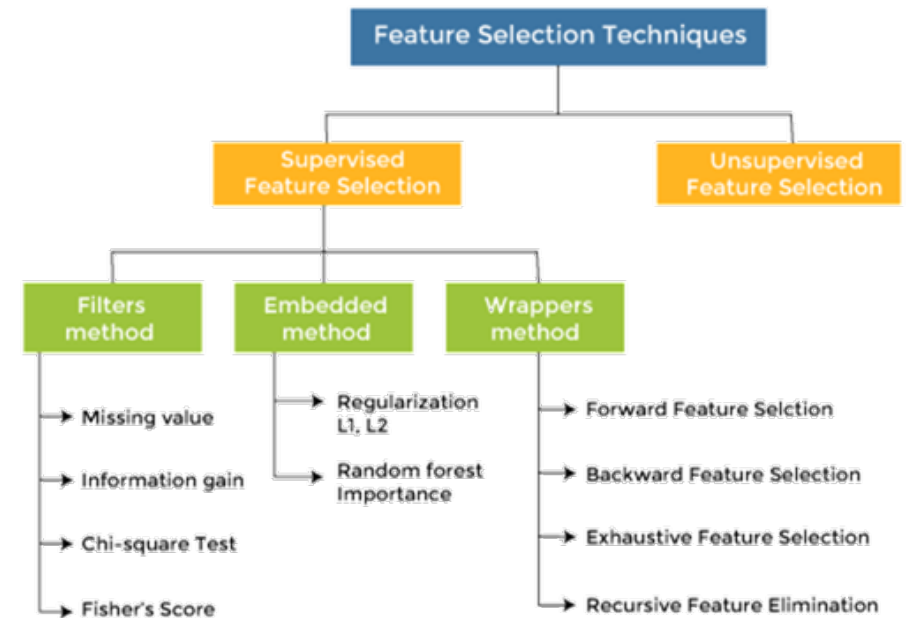 Feature Selection Techniques
Supervised
Feature Selection
Unsupervised
Feature Selection
Filters
method
Embedded
method
Wrappers
method
Missing value
Information gain
Chi-square Test
Fisher's Score
Regularization
L1, L2
Random forest
Importance
Forward Feature Selction
Backward Feature Selection
Exhaustive Feature Selection
Recursive Feature Elimination